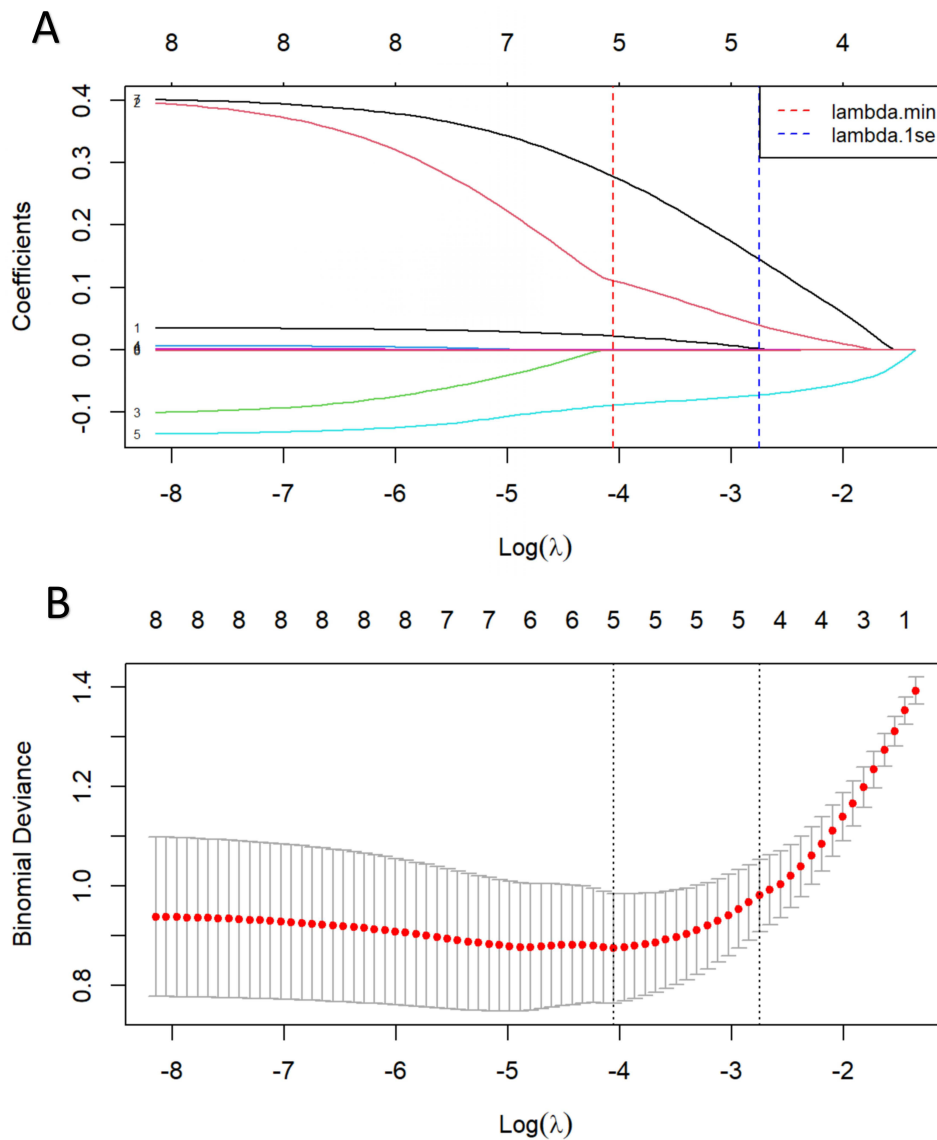 A
8 8 8 7 5 5 4
0.4
0.3
0.2
0.1
0.0
-0.1
Coefficients
7
2
1
3
5
lambda.min
lambda.1se
-8 -7 -6 -5 -4 -3 -2
Log(λ)
B
8 8 8 8 8 8 8 7 7 6 6 5 5 5 5 4 4 3 1
1.4
1.2
1.0
0.8
Binomial Deviance
-8 -7 -6 -5 -4 -3 -2
Log(λ)